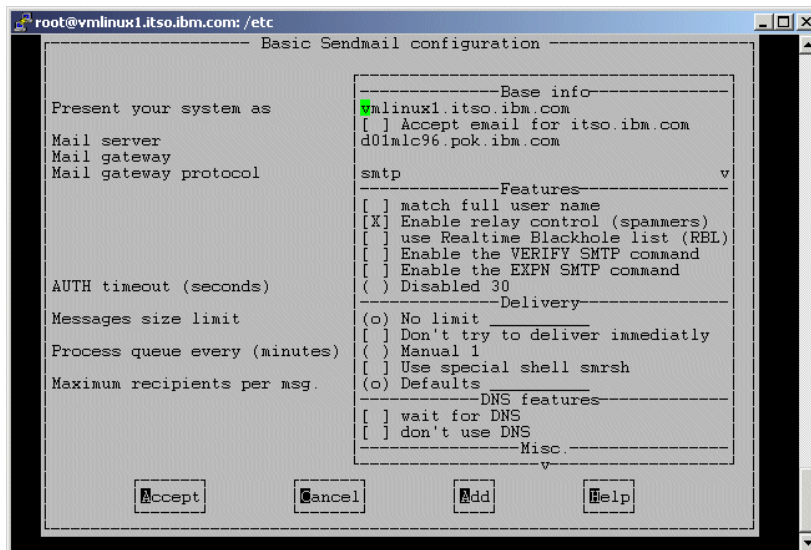 root@vmlinux1.itso.ibm.com: /etc
Basic Sendmail configuration
Base info
Present your system as vmlinux1.itso.ibm.com
[ ] Accept email for itso.ibm.com
Mail server d01mlc96.pok.ibm.com
Mail gateway
Mail gateway protocol smtp v
Features
[ ] match full user name
[X] Enable relay control (spammers)
[ ] use Realtime Blackhole list (RBL)
[ ] Enable the VERIFY SMTP command
[ ] Enable the EXPN SMTP command
AUTH timeout (seconds) ( ) Disabled 30
Delivery
Messages size limit (o) No limit __________
[ ] Don't try to deliver immediatly
Process queue every (minutes) ( ) Manual 1
[ ] Use special shell smrsh
Maximum recipients per msg. (o) Defaults __________
DNS features
[ ] wait for DNS
[ ] don't use DNS
Misc.
v
Accept Cancel Add Help